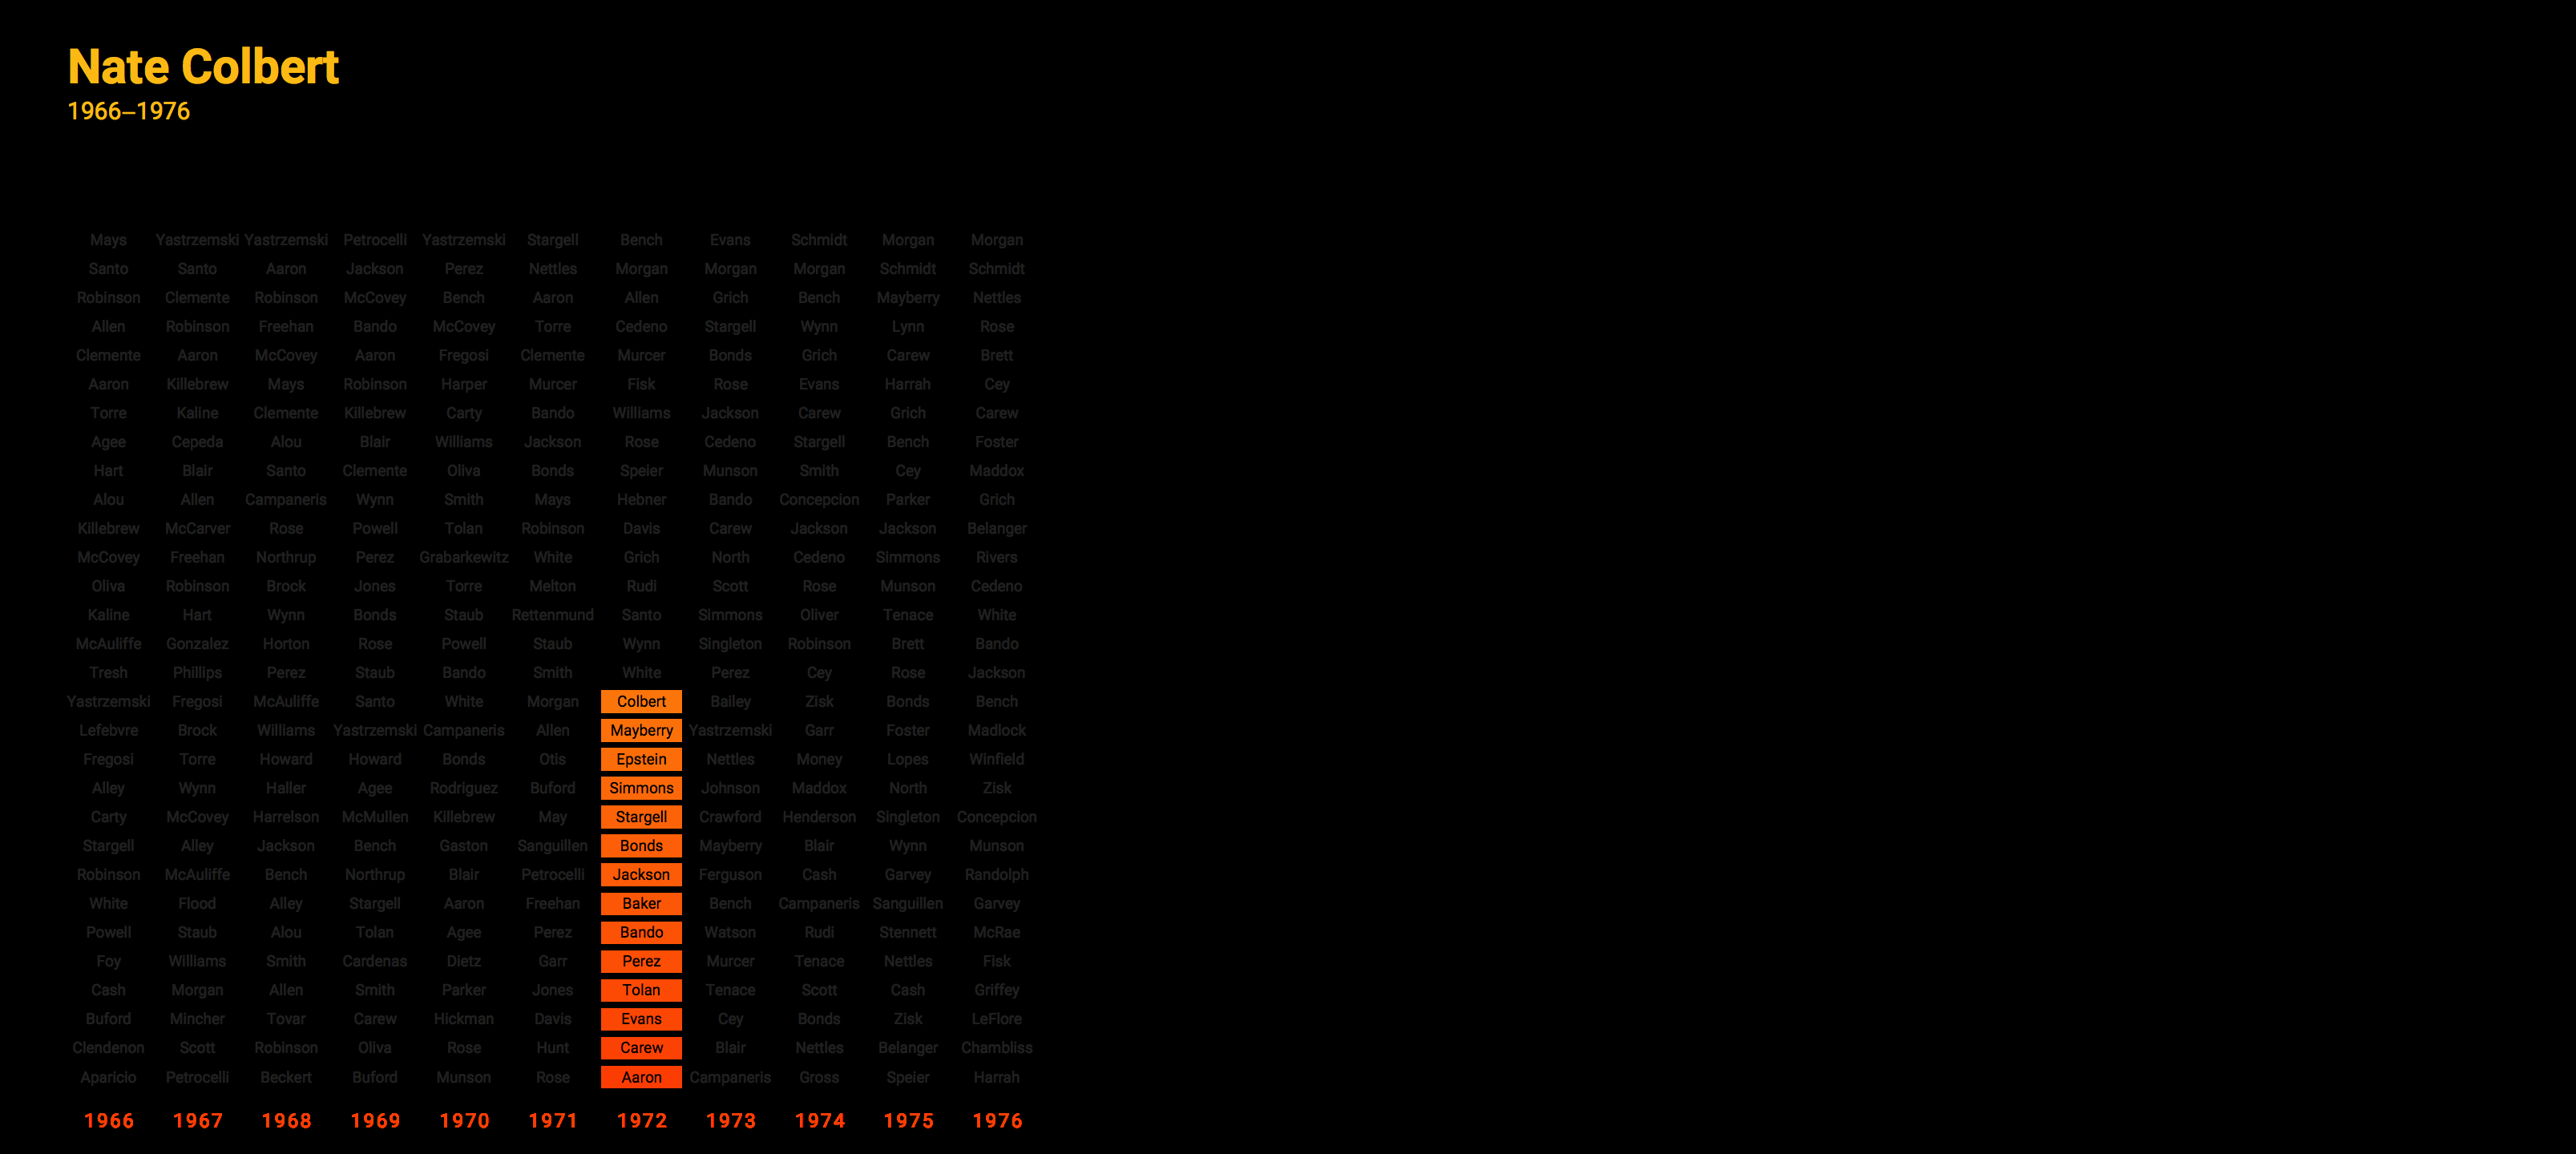 Nate Colbert
1966–1976
Mays Yastrzemski Yastrzemski Petrocelli Yastrzemski Stargell Bench Evans Schmidt Morgan Morgan
Santo Santo Aaron Jackson Perez Nettles Morgan Morgan Morgan Schmidt Schmidt
Robinson Clemente Robinson McCovey Bench Aaron Allen Grich Bench Mayberry Nettles
Allen Robinson Freehan Bando McCovey Torre Cedeno Stargell Wynn Lynn Rose
Clemente Aaron McCovey Aaron Fregosi Clemente Murcer Bonds Grich Carew Brett
Aaron Killebrew Mays Robinson Harper Murcer Fisk Rose Evans Harrah Cey
Torre Kaline Clemente Killebrew Carty Bando Williams Jackson Carew Grich Carew
Agee Cepeda Alou Blair Williams Jackson Rose Cedeno Stargell Bench Foster
Hart Blair Santo Clemente Oliva Bonds Speier Munson Smith Cey Maddox
Alou Allen Campaneris Wynn Smith Mays Hebner Bando Concepcion Parker Grich
Killebrew McCarver Rose Powell Tolan Robinson Davis Carew Jackson Jackson Belanger
McCovey Freehan Northrup Perez Grabarkewitz White Grich North Cedeno Simmons Rivers
Oliva Robinson Brock Jones Torre Melton Rudi Scott Rose Munson Cedeno
Kaline Hart Wynn Bonds Staub Rettenmund Santo Simmons Oliver Tenace White
McAuliffe Gonzalez Horton Rose Powell Staub Wynn Singleton Robinson Brett Bando
Tresh Phillips Perez Staub Bando Smith White Perez Cey Rose Jackson
Yastrzemski Fregosi McAuliffe Santo White Morgan Colbert Bailey Zisk Bonds Bench
Lefebvre Brock Williams Yastrzemski Campaneris Allen Mayberry Yastrzemski Garr Foster Madlock
Fregosi Torre Howard Howard Bonds Otis Epstein Nettles Money Lopes Winfield
Alley Wynn Haller Agee Rodriguez Buford Simmons Johnson Maddox North Zisk
Carty McCovey Harrelson McMullen Killebrew May Stargell Crawford Henderson Singleton Concepcion
Stargell Alley Jackson Bench Gaston Sanguillen Bonds Mayberry Blair Wynn Munson
Robinson McAuliffe Bench Northrup Blair Petrocelli Jackson Ferguson Cash Garvey Randolph
White Flood Alley Stargell Aaron Freehan Baker Bench Campaneris Sanguillen Garvey
Powell Staub Alou Tolan Agee Perez Bando Watson Rudi Stennett McRae
Foy Williams Smith Cardenas Dietz Garr Perez Murcer Tenace Nettles Fisk
Cash Morgan Allen Smith Parker Jones Tolan Tenace Scott Cash Griffey
Buford Mincher Tovar Carew Hickman Davis Evans Cey Bonds Zisk LeFlore
Clendenon Scott Robinson Oliva Rose Hunt Carew Blair Nettles Belanger Chambliss
Aparicio Petrocelli Beckert Buford Munson Rose Aaron Campaneris Gross Speier Harrah
1966 1967 1968 1969 1970 1971 1972 1973 1974 1975 1976